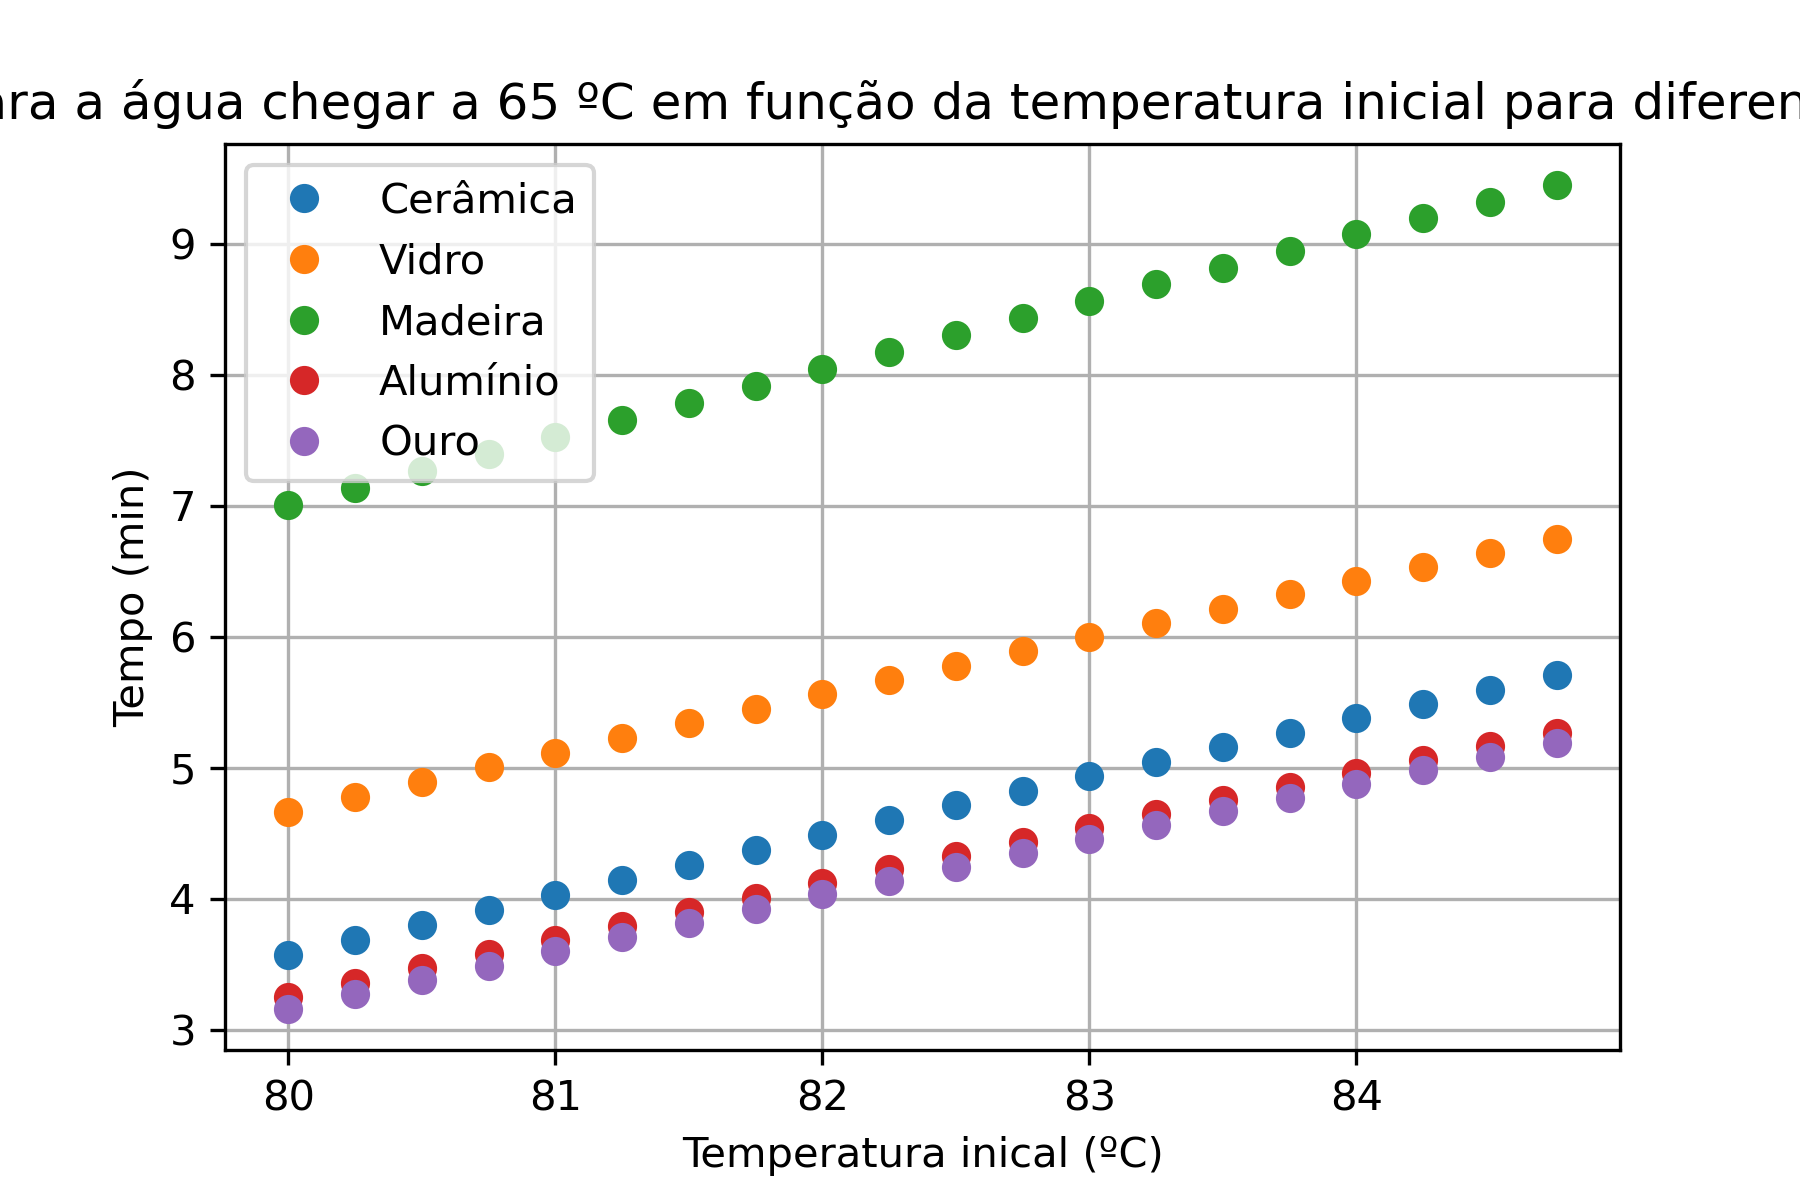 ara a água chegar a 65 ºC em função da temperatura inicial para diferen
Cerâmica
Vidro
Madeira
Alumínio
Ouro
9
8
7
6
5
4
3
Tempo (min)
80 81 82 83 84
Temperatura inical (ºC)